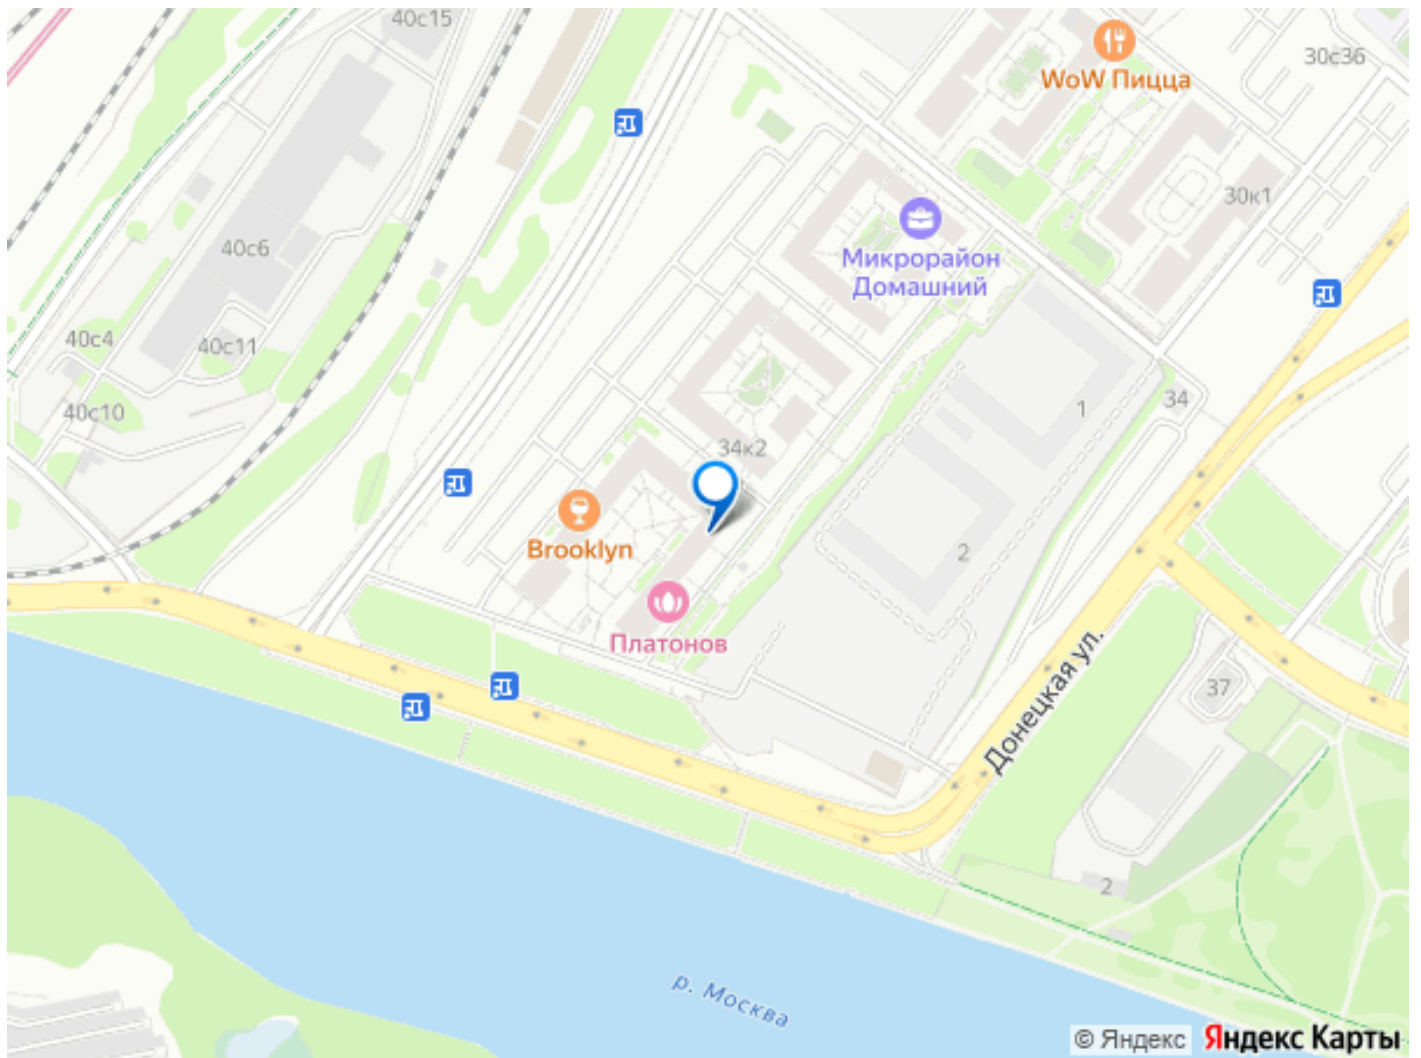 40с15
30с36
WoW Пицца
30к1
40с6
Микрорайон
Домашний
40с4
40с11
40с10
34
1
34к2
Brooklyn
2
Платонов
Донецкая ул.
37
2
р. Москва
© Яндекс Яндекс Карты